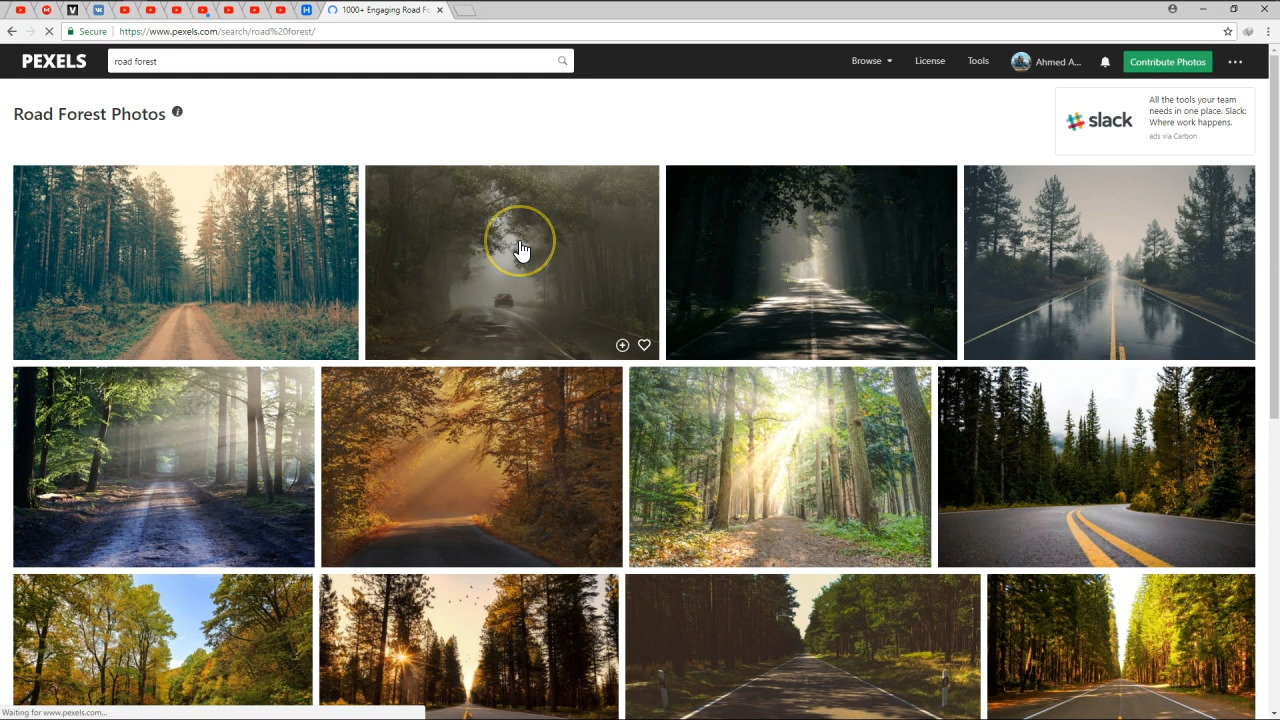 1000+ Engaging Road Fo
Secure
https://www.pexels.com/search/road%20forest/
PEXELS
road forest
Browse
License
Tools
Ahmed A...
Contribute Photos
Road Forest Photos
slack
All the tools your team
needs in one place. Slack:
Where work happens.
ads via Carbon
Waiting for www.pexels.com...